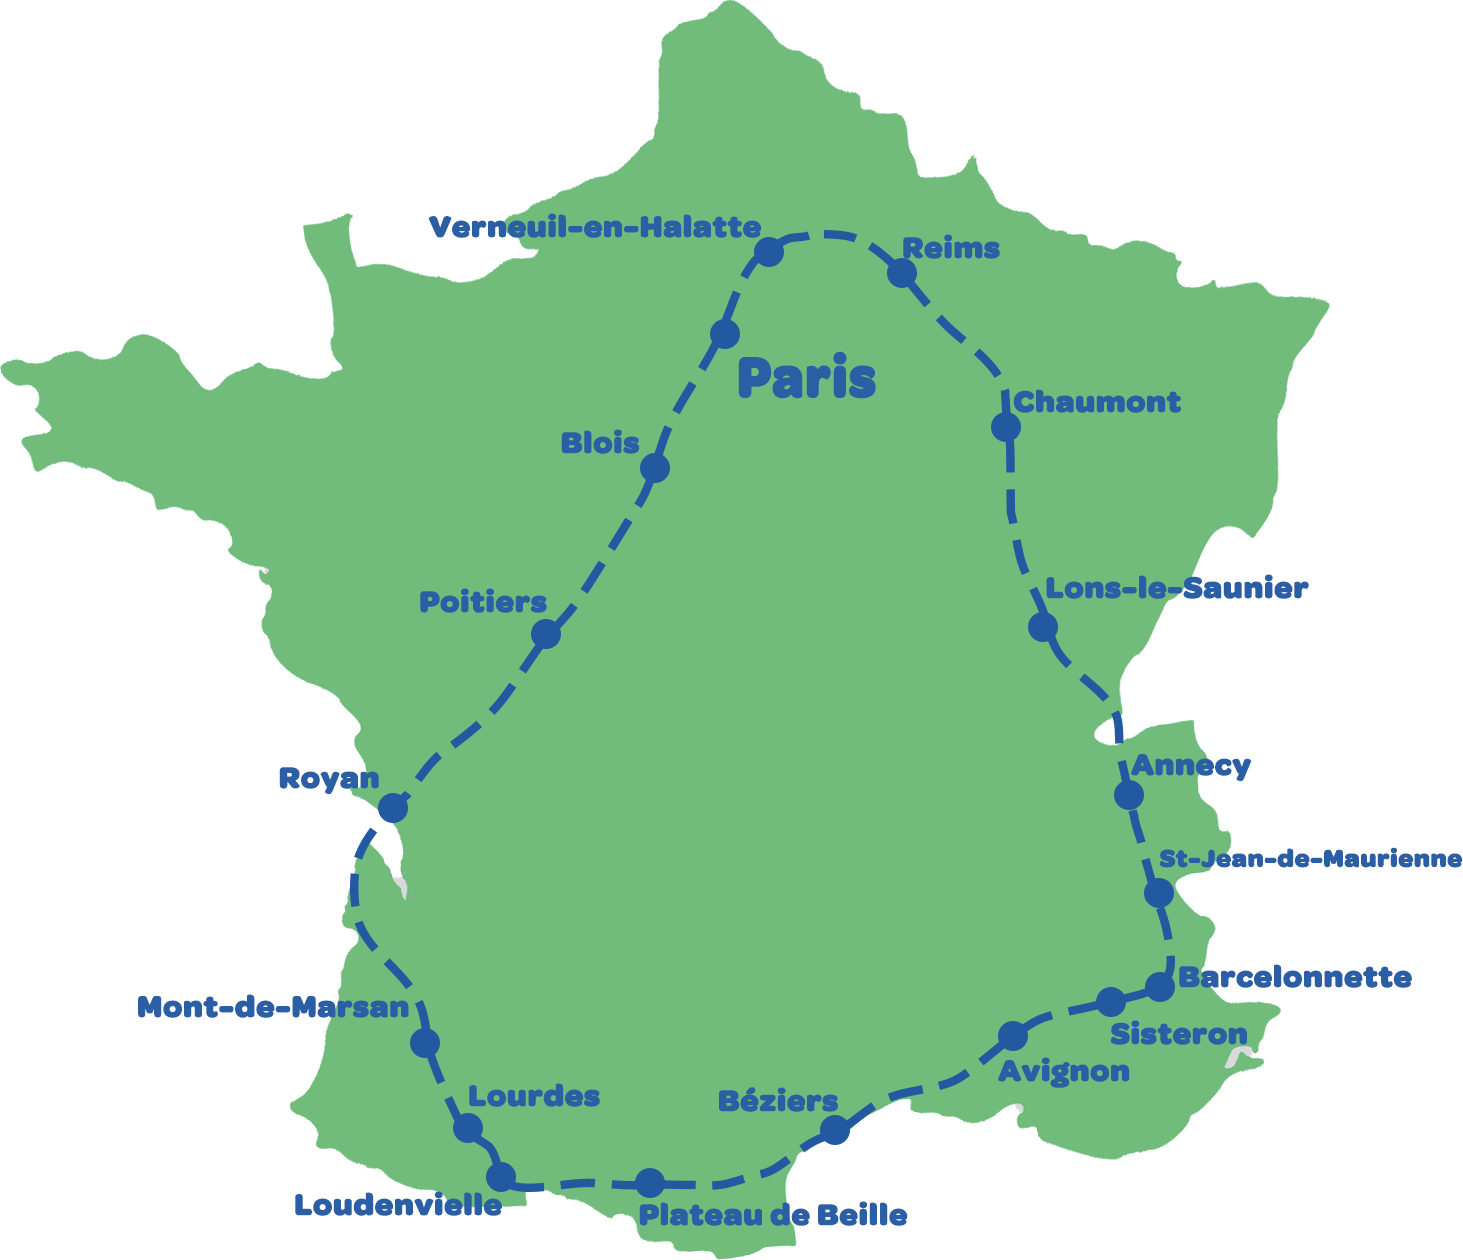 Verneuil-en-Halatte
Reims
Paris
Chaumont
Blois
Lons-le-Saunier
Poitiers
Annecy
Royan
St-Jean-de-Maurienne
Barcelonnette
Mont-de-Marsan
Sisteron
Avignon
Lourdes
Béziers
Loudenvielle
Plateau de Beille